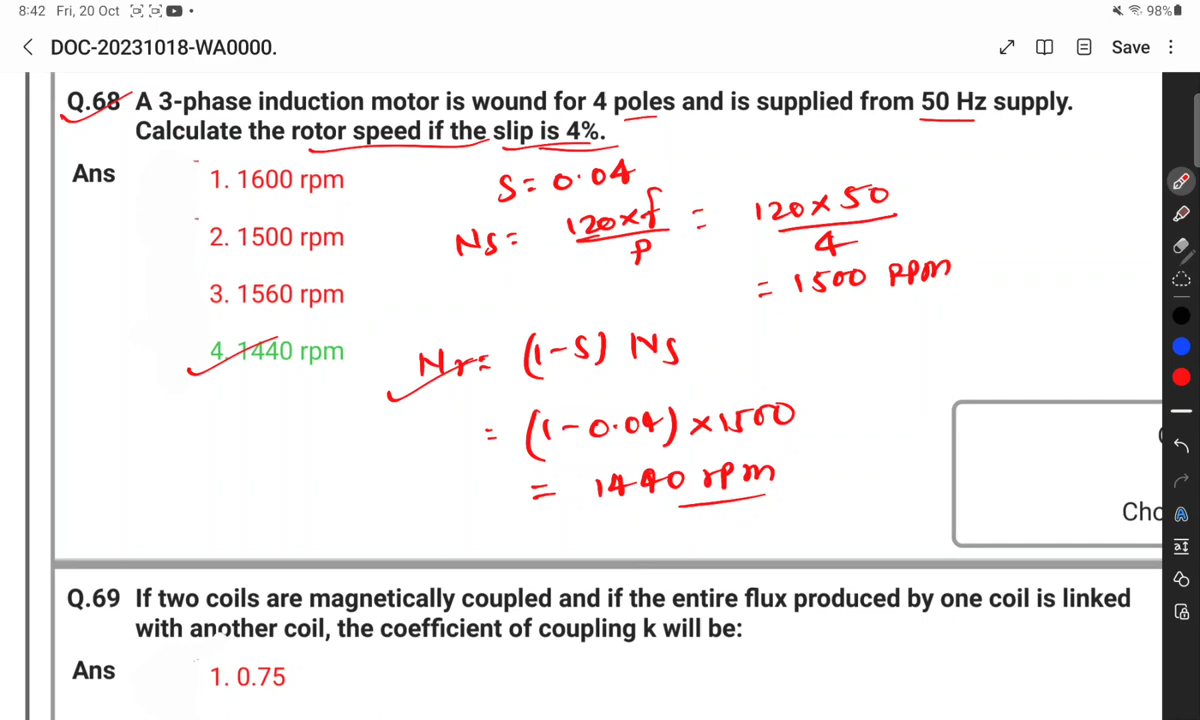 8:42 Fri, 20 Oct
98%
DOC-20231018-WA0000.
Save
Q.68 A 3-phase induction motor is wound for 4 poles and is supplied from 50 Hz supply.
Calculate the rotor speed if the slip is 4%.
Ans
1. 1600 rpm
2. 1500 rpm
3. 1560 rpm
4. 1440 rpm
S = 0.04
Ns = 120xf/P = 120 x 50/4
= 1500 RPm
Nr = (1-S) Ns
= (1-0.04) x 1500
= 1440 rpm
Cho
Q.69 If two coils are magnetically coupled and if the entire flux produced by one coil is linked
with another coil, the coefficient of coupling k will be:
Ans
1. 0.75